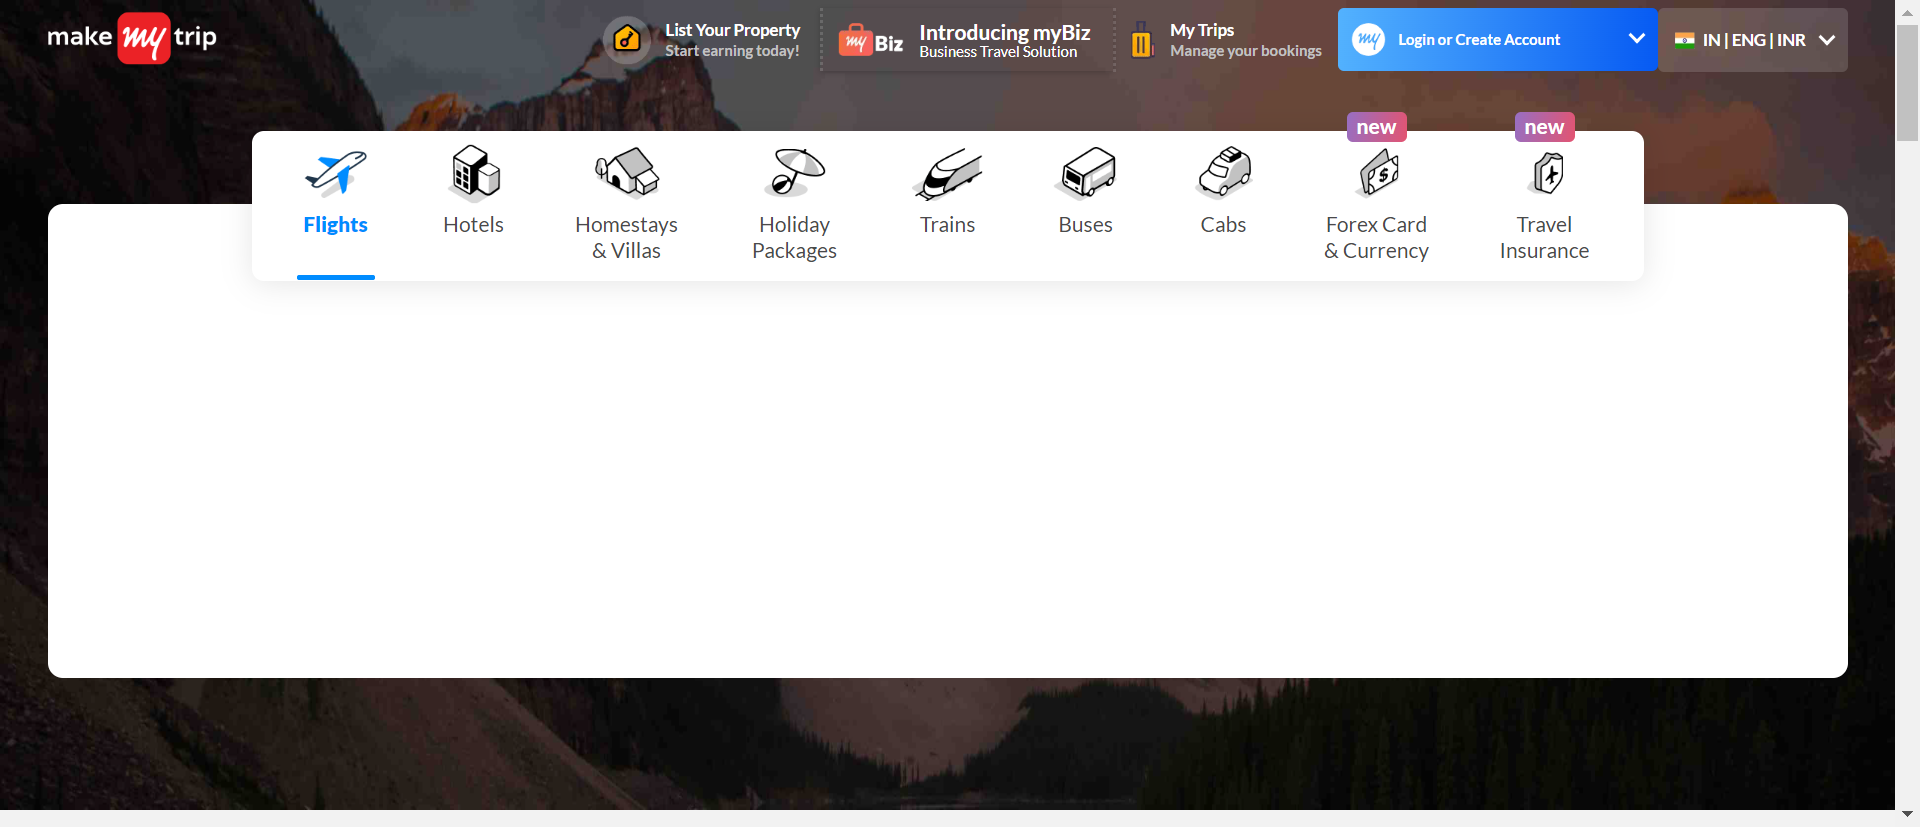 make my trip
List Your Property
Start earning today!
my Biz
Introducing myBiz
Business Travel Solution
My Trips
Manage your bookings
my
Login or Create Account
IN | ENG | INR
new
new
Flights
Hotels
Homestays
& Villas
Holiday
Packages
Trains
Buses
Cabs
Forex Card
& Currency
Travel
Insurance